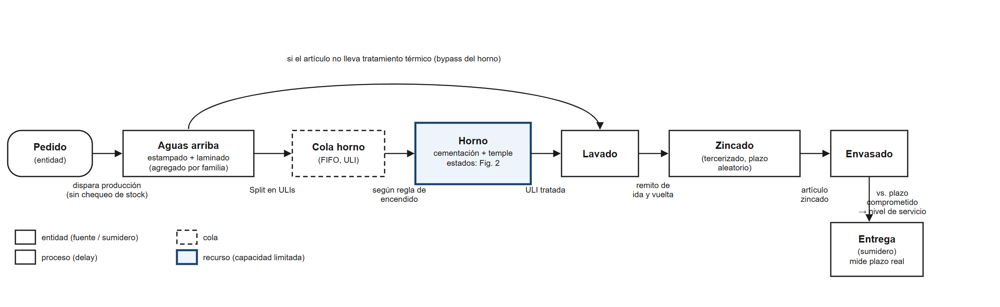 si el artículo no lleva tratamiento térmico (bypass del horno)
Pedido
(entidad)
Aguas arriba
estampado + laminado
(agregado por familia)
Cola horno
(FIFO, ULI)
Horno
cementación + temple
estados: Fig. 2
Lavado
Zincado
(tercerizado, plazo
aleatorio)
Envasado
dispara producción
(sin chequeo de stock)
Split en ULIs
según regla de
encendido
ULI tratada
remito de
ida y vuelta
artículo
zincado
vs. plazo
comprometido
→ nivel de servicio
Entrega
(sumidero)
mide plazo real
entidad (fuente / sumidero)
cola
proceso (delay)
recurso (capacidad limitada)